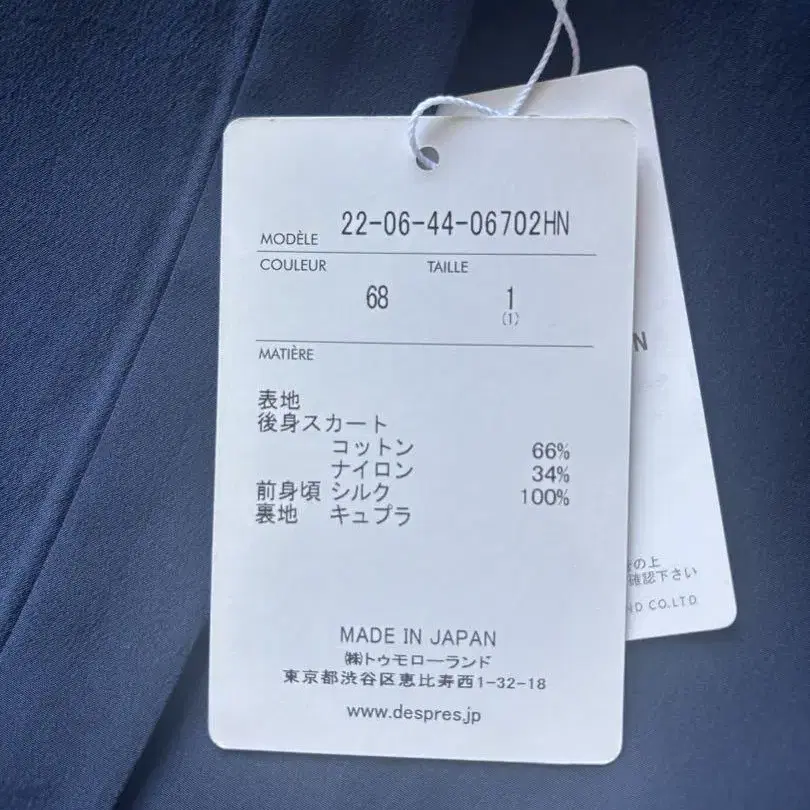 MODÈLE 22-06-44-06702HN
COULEUR TAILLE
68 1
(1)
MATIÈRE
表地
後身スカート
コットン 66%
ナイロン 34%
前身頃 シルク 100%
裏地 キュプラ
MADE IN JAPAN
㈱トゥモローランド
東京都渋谷区恵比寿西1-32-18
www.despres.jp
N
の上
確認下さい
ND CO.LTD